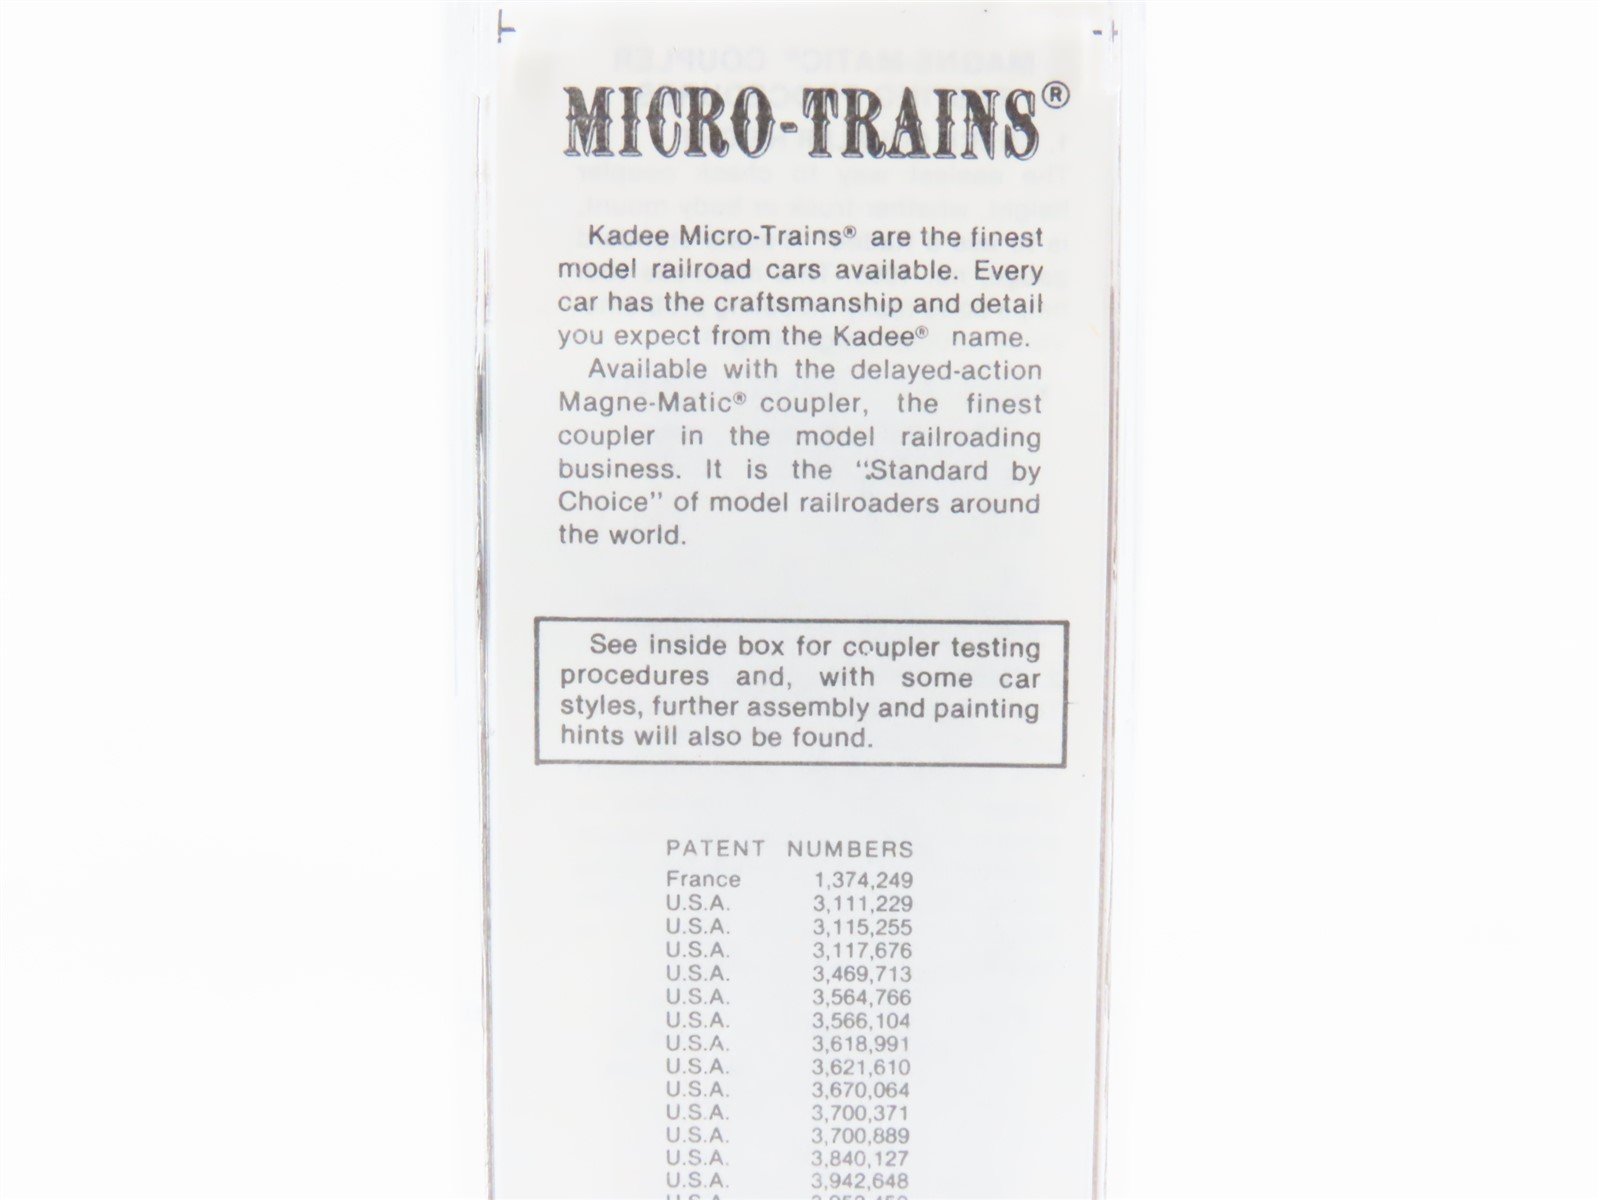 MICRO-TRAINS®
Kadee Micro-Trains® are the finest
model railroad cars available. Every
car has the craftsmanship and detail
you expect from the Kadee® name.
Available with the delayed-action
Magne-Matic® coupler, the finest
coupler in the model railroading
business. It is the “Standard by
Choice” of model railroaders around
the world.
See inside box for coupler testing
procedures and, with some car
styles, further assembly and painting
hints will also be found.
PATENT NUMBERS
France 1,374,249
U.S.A. 3,111,229
U.S.A. 3,115,255
U.S.A. 3,117,676
U.S.A. 3,469,713
U.S.A. 3,564,766
U.S.A. 3,566,104
U.S.A. 3,618,991
U.S.A. 3,621,610
U.S.A. 3,670,064
U.S.A. 3,700,371
U.S.A. 3,700,889
U.S.A. 3,840,127
U.S.A. 3,942,648
U.S.A.